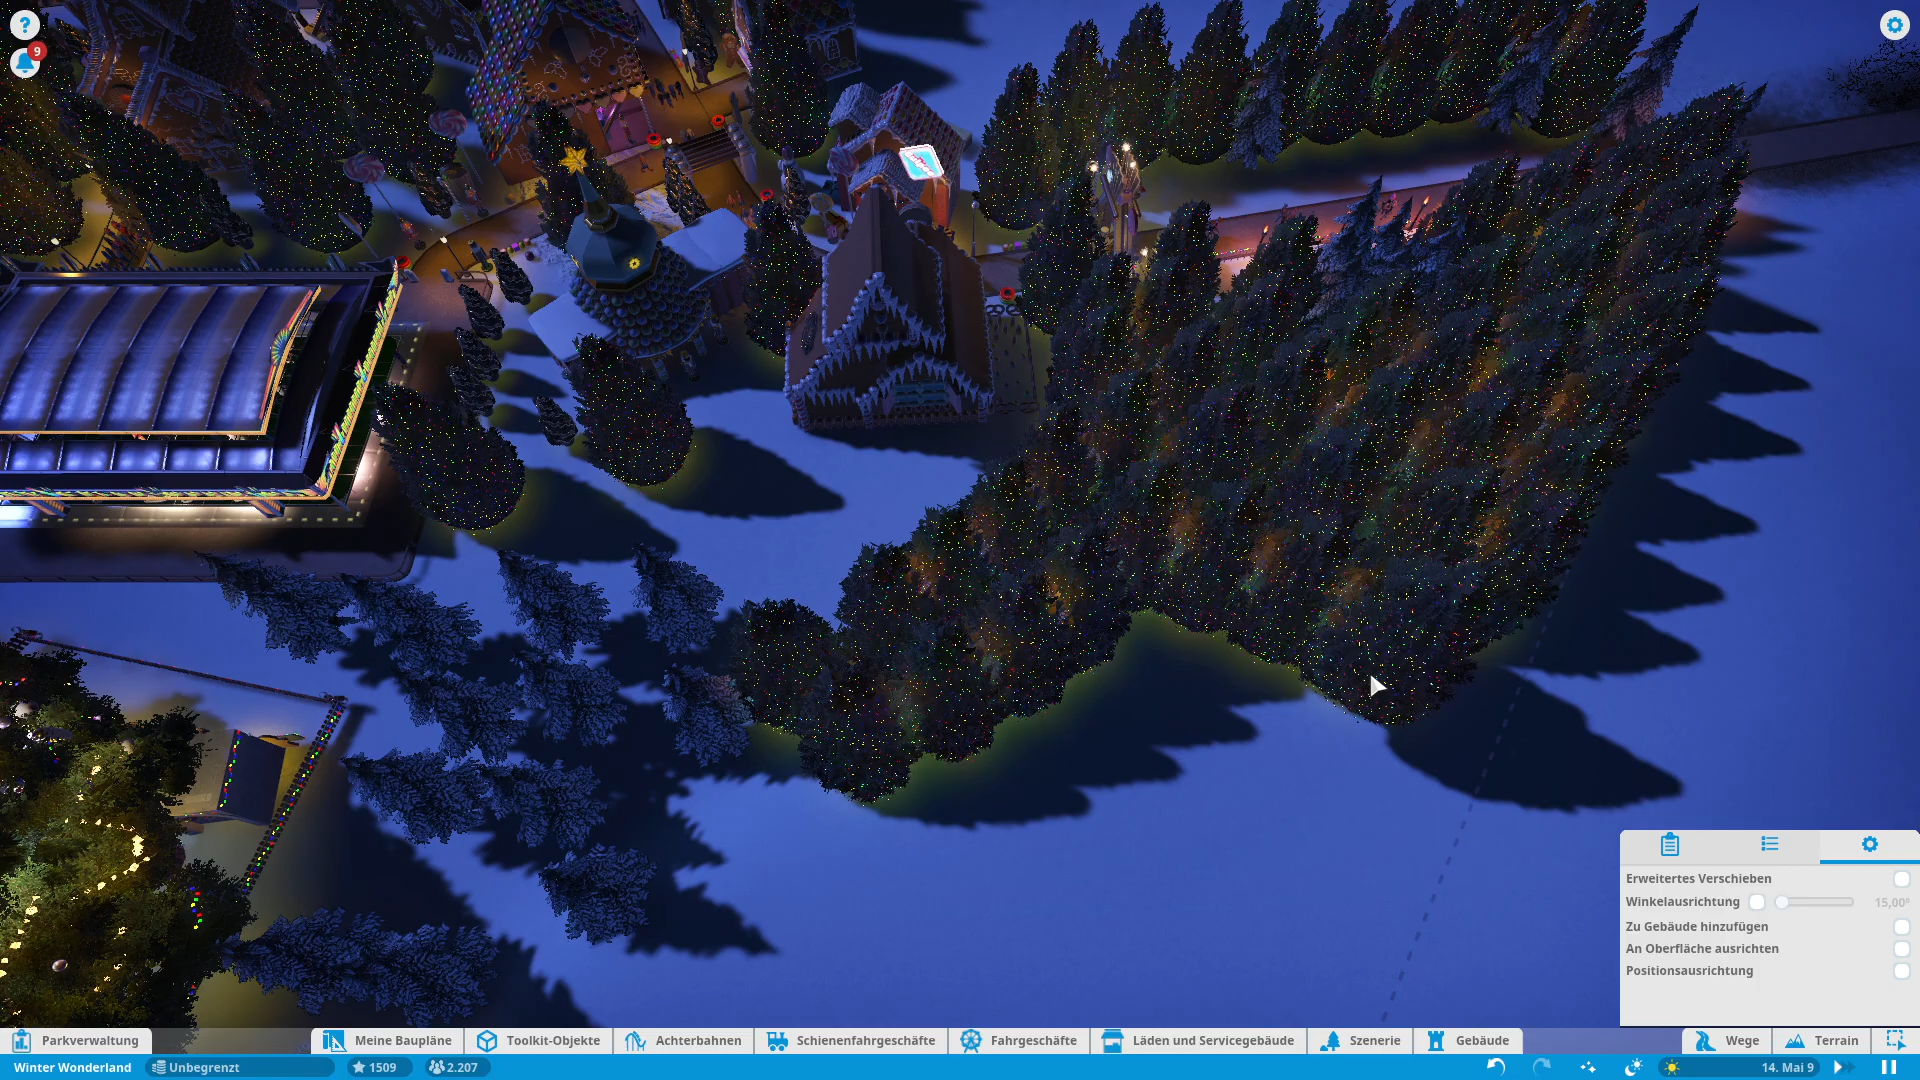 ?
9
Erweitertes Verschieben
Winkelausrichtung 15,00°
Zu Gebäude hinzufügen
An Oberfläche ausrichten
Positionsausrichtung
Parkverwaltung Meine Baupläne Toolkit-Objekte Achterbahnen Schienenfahrgeschäfte Fahrgeschäfte Läden und Servicegebäude Szenerie Gebäude Wege Terrain
Winter Wonderland Unbegrenzt 1509 2.207 14. Mai 9